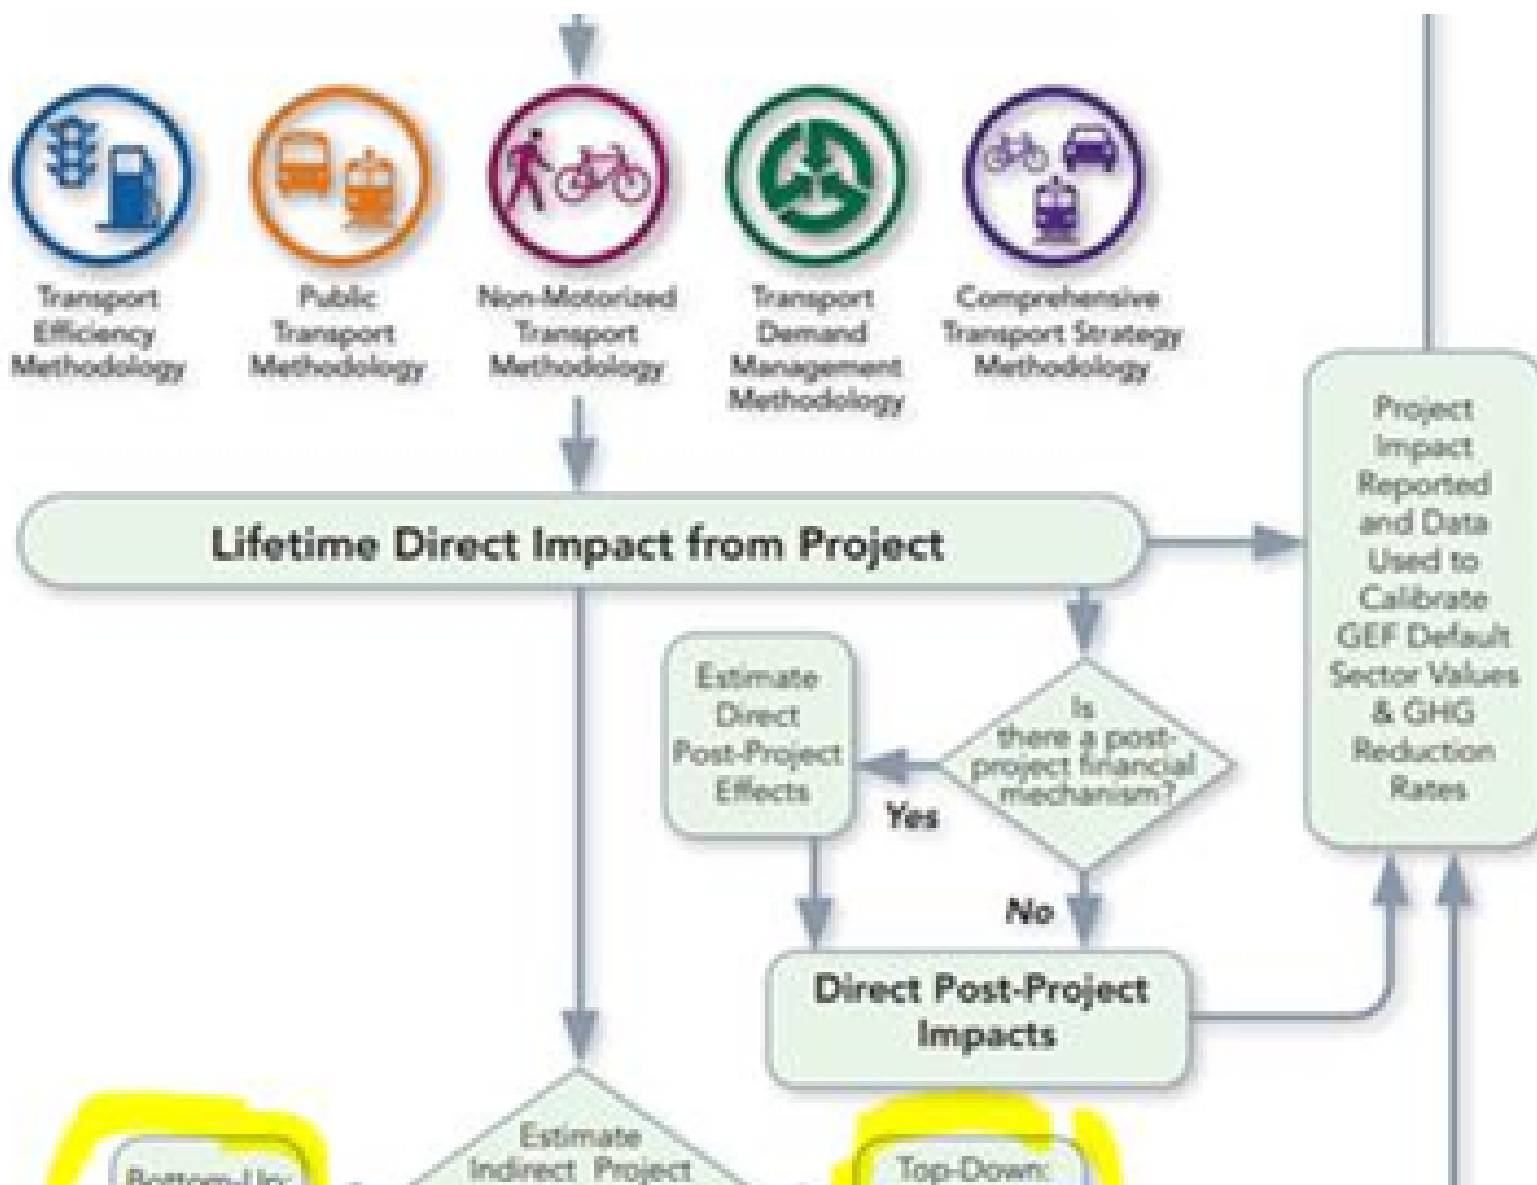 Transport
Efficiency
Methodology
Public
Transport
Methodology
Non-Motorized
Transport
Methodology
Transport
Demand
Management
Methodology
Comprehensive
Transport Strategy
Methodology
Lifetime Direct Impact from Project
Project
Impact
Reported
and Data
Used to
Calibrate
GEF Default
Sector Values
& GHG
Reduction
Rates
Is
there a post-
project financial
mechanism?
Yes
Estimate
Direct
Post-Project
Effects
No
Direct Post-Project
Impacts
Bottom-Up:
Estimate
Indirect Project
Top-Down: